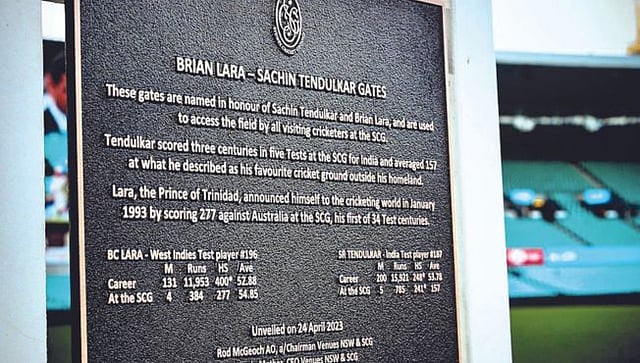 BRIAN LARA – SACHIN TENDULKAR GATES
These gates are named in honour of Sachin Tendulkar and Brian Lara, and are used
to access the field by all visiting cricketers at the SCG.
Tendulkar scored three centuries in five Tests at the SCG for India and averaged 157
at what he described as his favourite cricket ground outside his homeland.
Lara, the Prince of Trinidad, announced himself to the cricketing world in January
1993 by scoring 277 against Australia at the SCG, his first of 34 Test centuries.
BC LARA - West Indies Test player #196
M Runs HS Ave
Career 131 11,953 400* 52.88
At the SCG 4 384 277 54.85
SR TENDULKAR - India Test player #187
M Runs HS Ave
Career 200 15,921 248* 53.78
At the SCG 5 785 241* 157
Unveiled on 24 April 2023
Rod McGeoch AO, a/Chairman Venues NSW & SCG
Mather, CEO Venues NSW & SCG